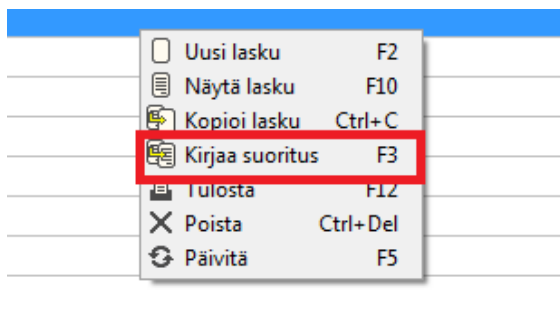 Uusi lasku F2
Näytä lasku F10
Kopioi lasku Ctrl+C
Kirjaa suoritus F3
Tulosta F12
Poista Ctrl+Del
Päivitä F5